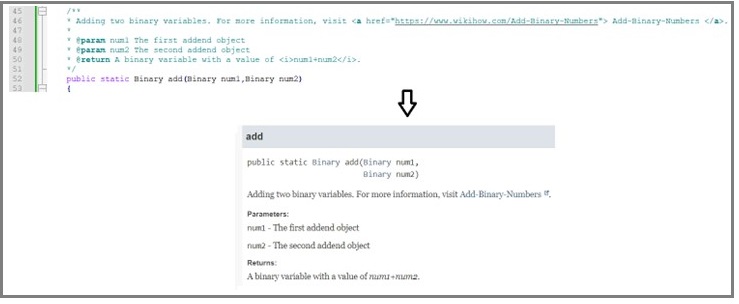 45 /**
46 * Adding two binary variables. For more information, visit <a href="https://www.wikihow.com/Add-Binary-Numbers"> Add-Binary-Numbers </a>.
47 *
48 * @param num1 The first addend object
49 * @param num2 The second addend object
50 * @return A binary variable with a value of <i>num1+num2</i>.
51 */
52 public static Binary add(Binary num1,Binary num2)
53 {
add
public static Binary add(Binary num1,
Binary num2)
Adding two binary variables. For more information, visit Add-Binary-Numbers.
Parameters:
num1 - The first addend object
num2 - The second addend object
Returns:
A binary variable with a value of num1+num2.